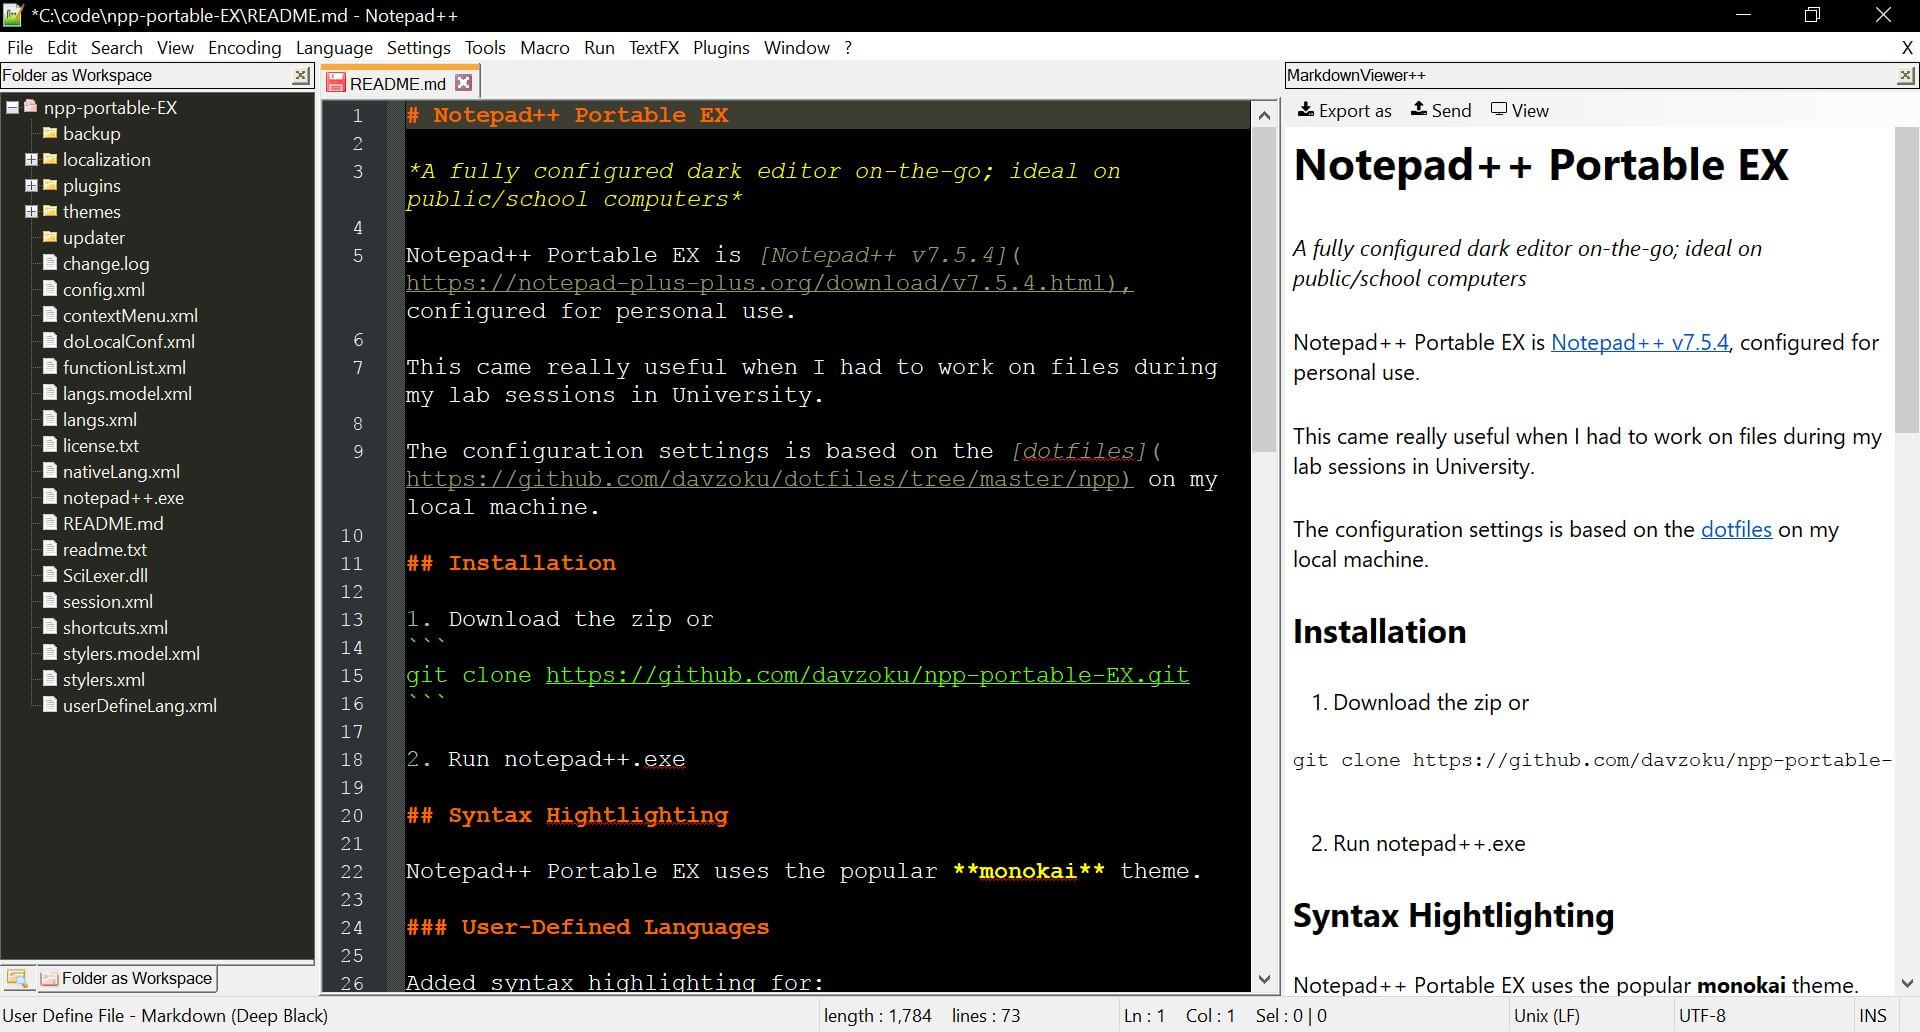 *C:\code\npp-portable-EX\README.md - Notepad++
File Edit Search View Encoding Language Settings Tools Macro Run TextFX Plugins Window ? X
Folder as Workspace
npp-portable-EX
backup
localization
plugins
themes
updater
change.log
config.xml
contextMenu.xml
doLocalConf.xml
functionList.xml
langs.model.xml
langs.xml
license.txt
nativeLang.xml
notepad++.exe
README.md
readme.txt
SciLexer.dll
session.xml
shortcuts.xml
stylers.model.xml
stylers.xml
userDefineLang.xml
Folder as Workspace
README.md
1 # Notepad++ Portable EX
2
3 *A fully configured dark editor on-the-go; ideal on
public/school computers*
4
5 Notepad++ Portable EX is [Notepad++ v7.5.4](
https://notepad-plus-plus.org/download/v7.5.4.html),
configured for personal use.
6
7 This came really useful when I had to work on files during
my lab sessions in University.
8
9 The configuration settings is based on the [dotfiles](
https://github.com/davzoku/dotfiles/tree/master/npp) on my
local machine.
10
11 ## Installation
12
13 1. Download the zip or
14 ```
15 git clone https://github.com/davzoku/npp-portable-EX.git
16 ```
17
18 2. Run notepad++.exe
19
20 ## Syntax Hightlighting
21
22 Notepad++ Portable EX uses the popular **monokai** theme.
23
24 ### User-Defined Languages
25
26 Added syntax highlighting for:
MarkdownViewer++
Export as Send View
Notepad++ Portable EX
A fully configured dark editor on-the-go; ideal on
public/school computers
Notepad++ Portable EX is Notepad++ v7.5.4, configured for
personal use.
This came really useful when I had to work on files during my
lab sessions in University.
The configuration settings is based on the dotfiles on my
local machine.
Installation
1. Download the zip or
git clone https://github.com/davzoku/npp-portable-
2. Run notepad++.exe
Syntax Hightlighting
Notepad++ Portable EX uses the popular monokai theme.
User Define File - Markdown (Deep Black) length : 1,784 lines : 73 Ln : 1 Col : 1 Sel : 0 | 0 Unix (LF) UTF-8 INS